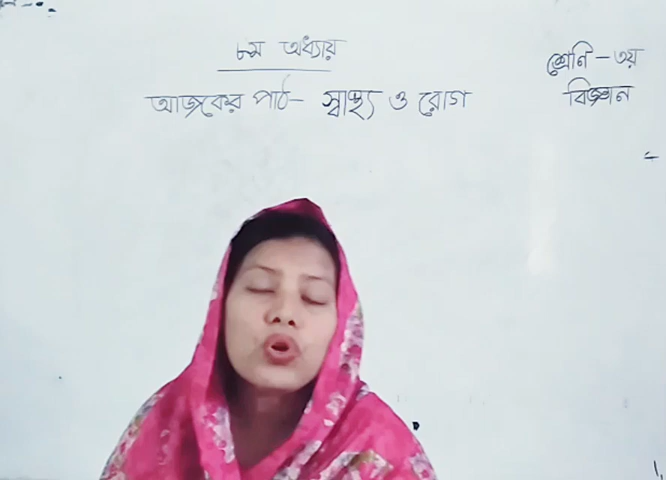 ৮ম অধ্যায়
শ্রেণি - ৩য়
আজকের পাঠ - স্বাস্থ্য ও রোগ
বিজ্ঞান